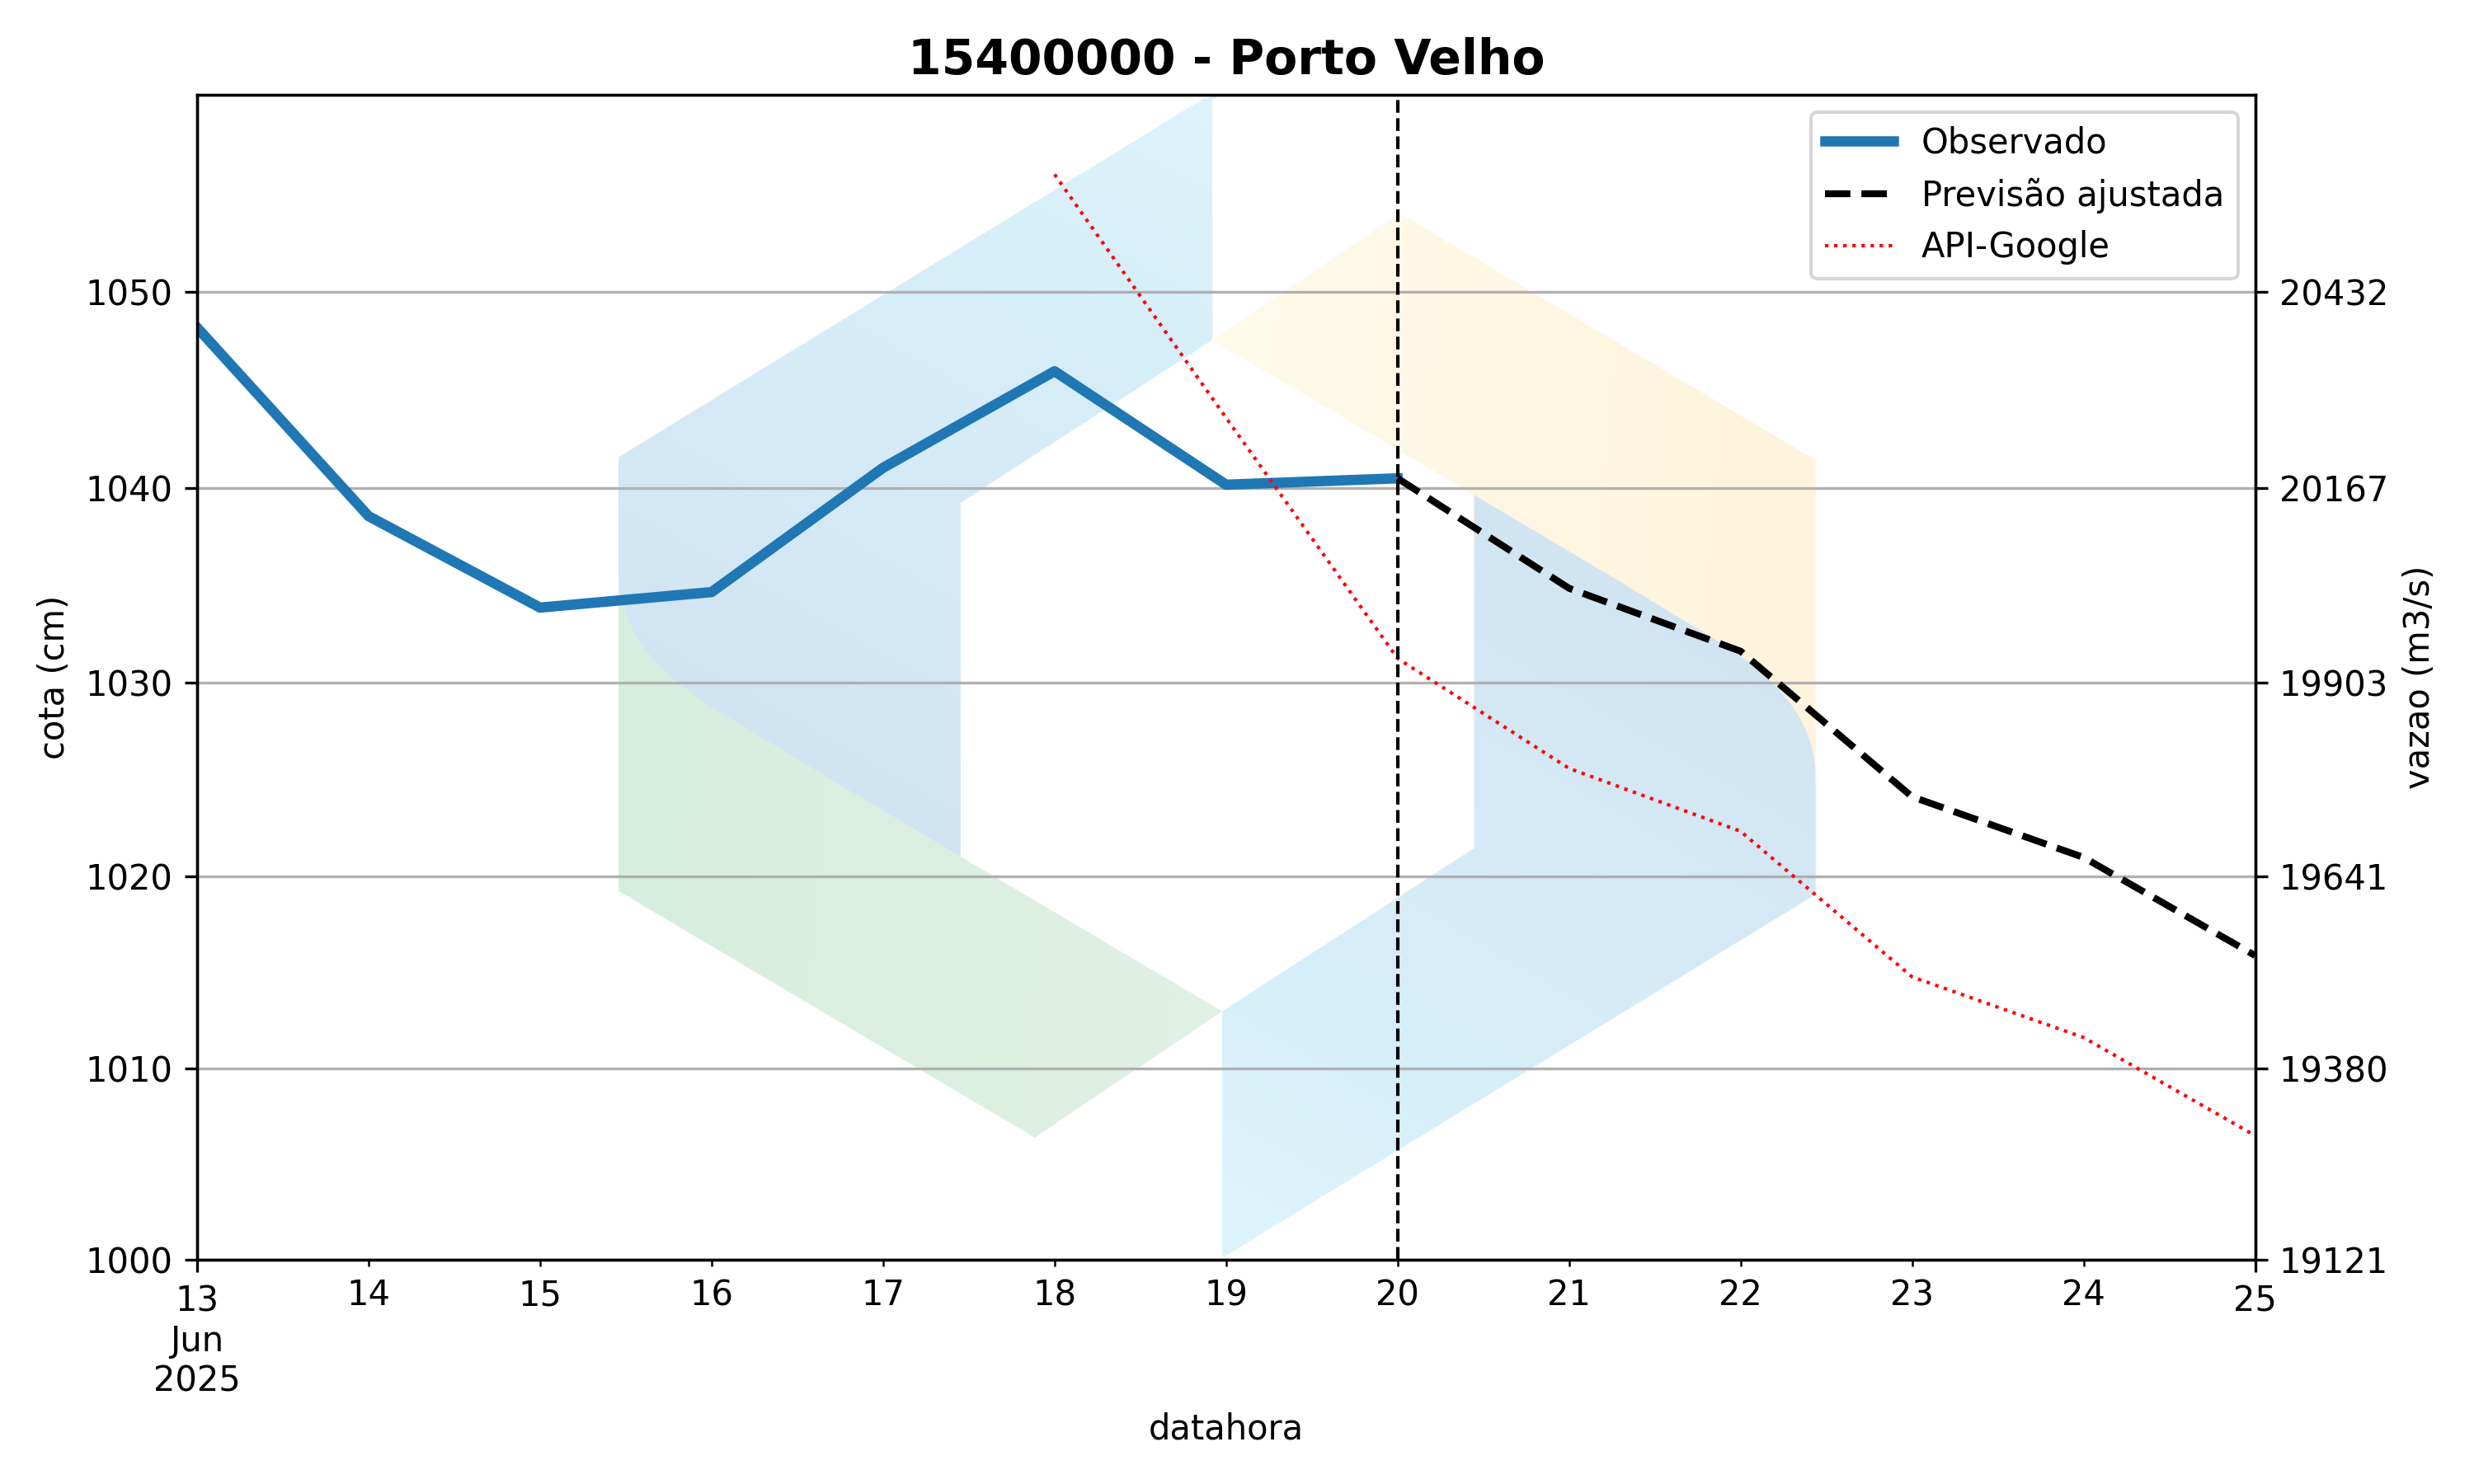 15400000 - Porto Velho
Observado
Previsão ajustada
API-Google
1050
1040
1030
1020
1010
1000
cota (cm)
20432
20167
19903
19641
19380
19121
vazao (m3/s)
13 14 15 16 17 18 19 20 21 22 23 24 25
Jun
2025
datahora